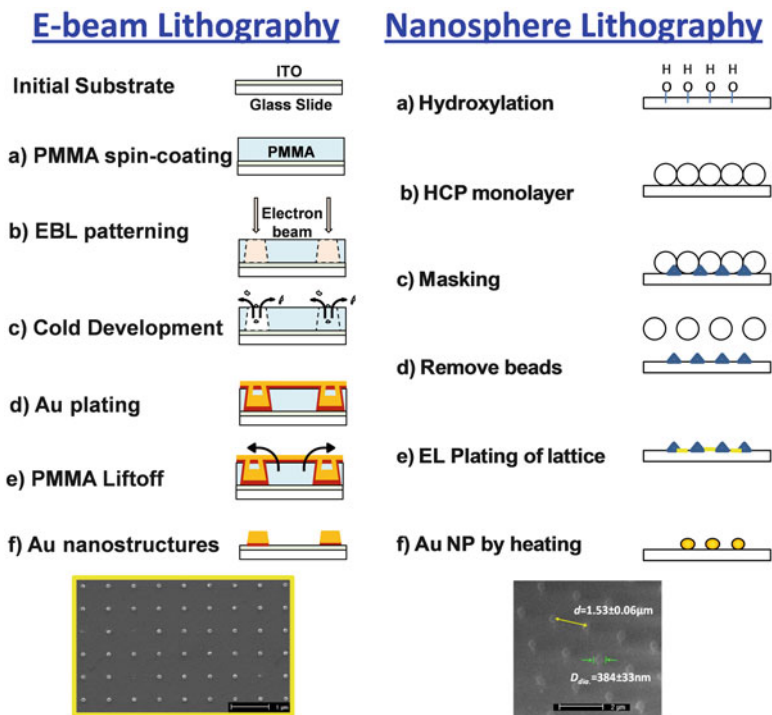 E-beam Lithography
Initial Substrate
ITO
Glass Slide
a) PMMA spin-coating
PMMA
b) EBL patterning
Electron
beam
c) Cold Development
d) Au plating
e) PMMA Liftoff
f) Au nanostructures
1 µm
Nanosphere Lithography
H H H H
O O O O
a) Hydroxylation
b) HCP monolayer
c) Masking
d) Remove beads
e) EL Plating of lattice
f) Au NP by heating
d=1.53±0.06µm
D_dia.=384±33nm
2 µm